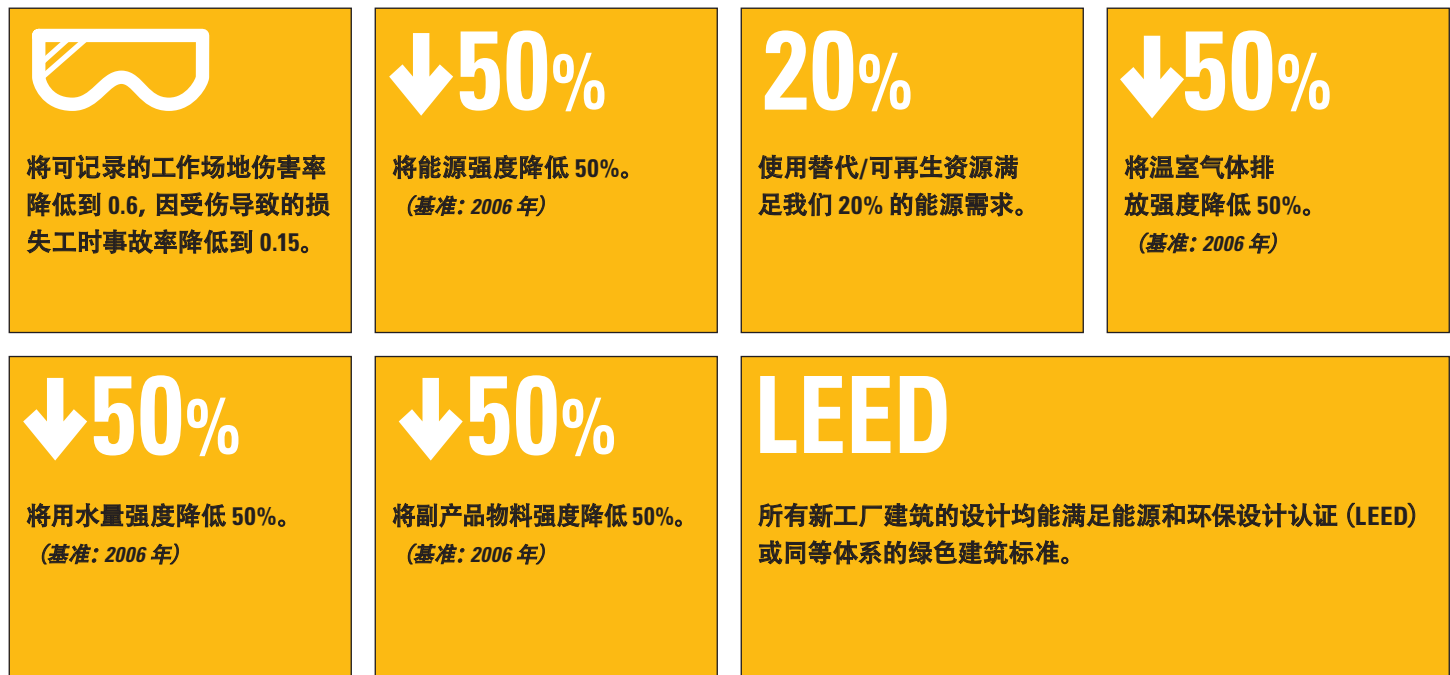 将可记录的工作场地伤害率
降低到 0.6, 因受伤导致的损
失工时事故率降低到 0.15。
50%
将能源强度降低 50%。
(基准: 2006 年)
20%
使用替代/可再生资源满
足我们 20% 的能源需求。
50%
将温室气体排
放强度降低 50%。
(基准: 2006 年)
50%
将用水量强度降低 50%。
(基准: 2006 年)
50%
将副产品物料强度降低 50%。
(基准: 2006 年)
LEED
所有新工厂建筑的设计均能满足能源和环保设计认证 (LEED)
或同等体系的绿色建筑标准。